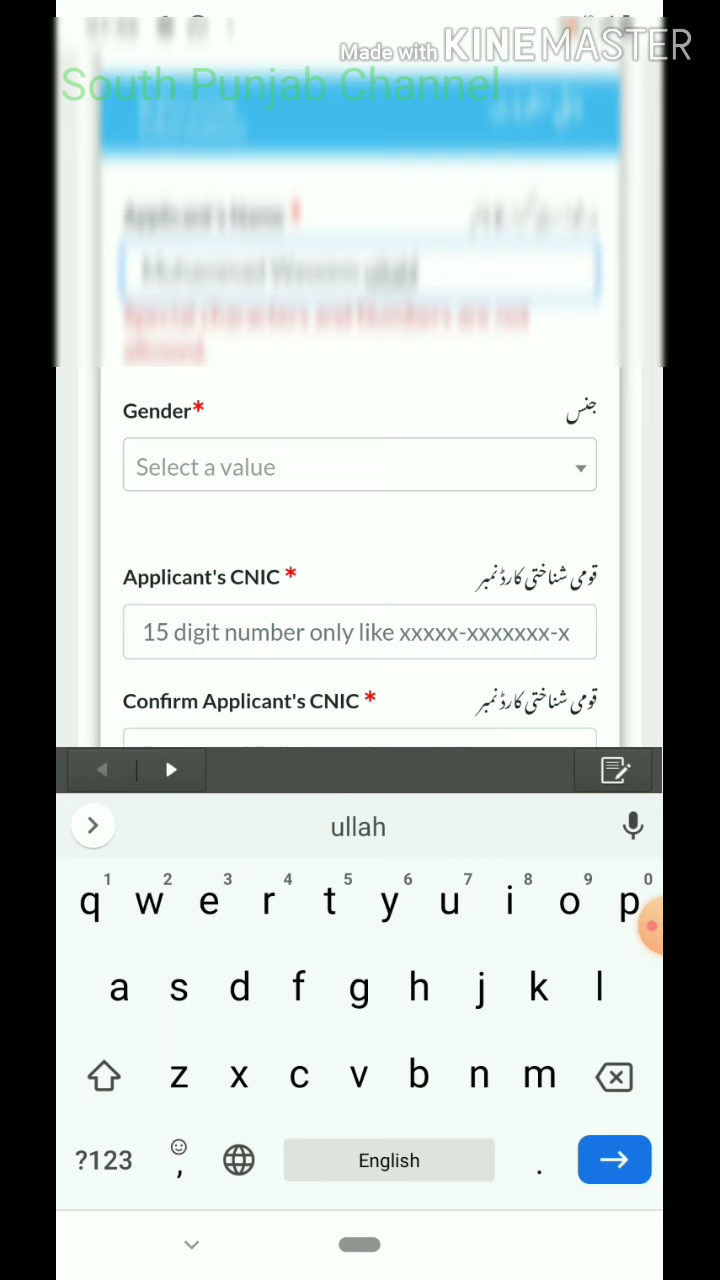 Made with KINEMASTER
South Punjab Channel
Applicant's Name *
Gender* جنس
Select a value
Applicant's CNIC * قومی شناختی کارڈ نمبر
15 digit number only like xxxxx-xxxxxxx-x
Confirm Applicant's CNIC * قومی شناختی کارڈ نمبر
ullah
1 2 3 4 5 6 7 8 9 0
q w e r t y u i o p
a s d f g h j k l
z x c v b n m
?123 , English .